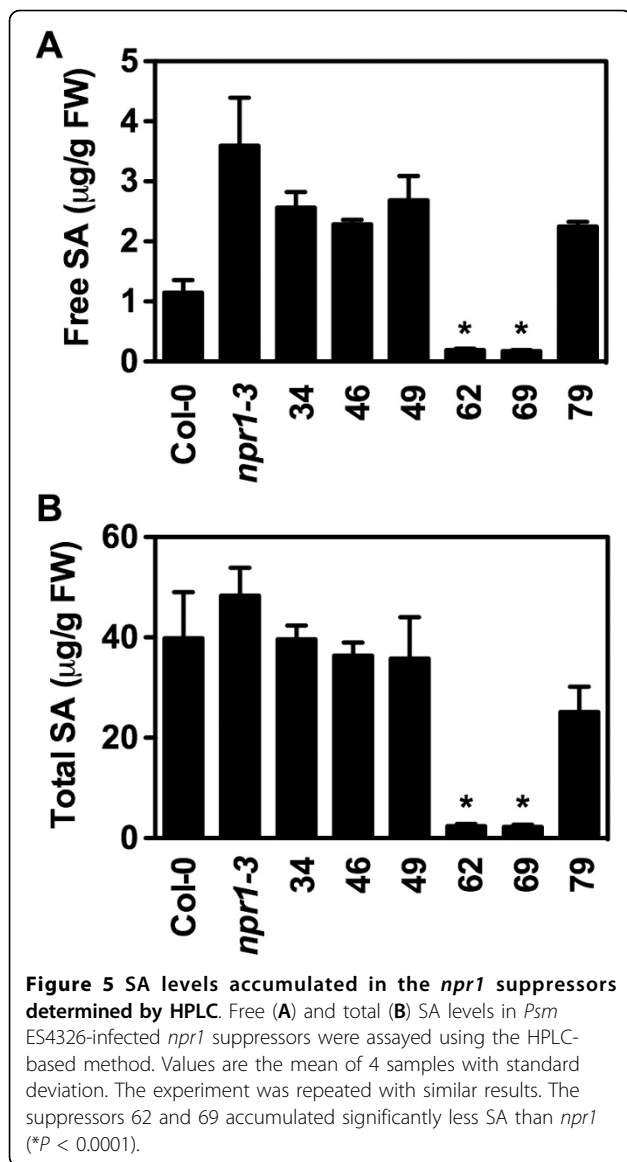 A
Free SA (µg/g FW)
5
4
3
2
1
0
* *
Col-0 npr1-3 34 46 49 62 69 79
B
Total SA (µg/g FW)
60
40
20
0
* *
Col-0 npr1-3 34 46 49 62 69 79
Figure 5 SA levels accumulated in the npr1 suppressors
determined by HPLC. Free (A) and total (B) SA levels in Psm
ES4326-infected npr1 suppressors were assayed using the HPLC-
based method. Values are the mean of 4 samples with standard
deviation. The experiment was repeated with similar results. The
suppressors 62 and 69 accumulated significantly less SA than npr1
(*P < 0.0001).